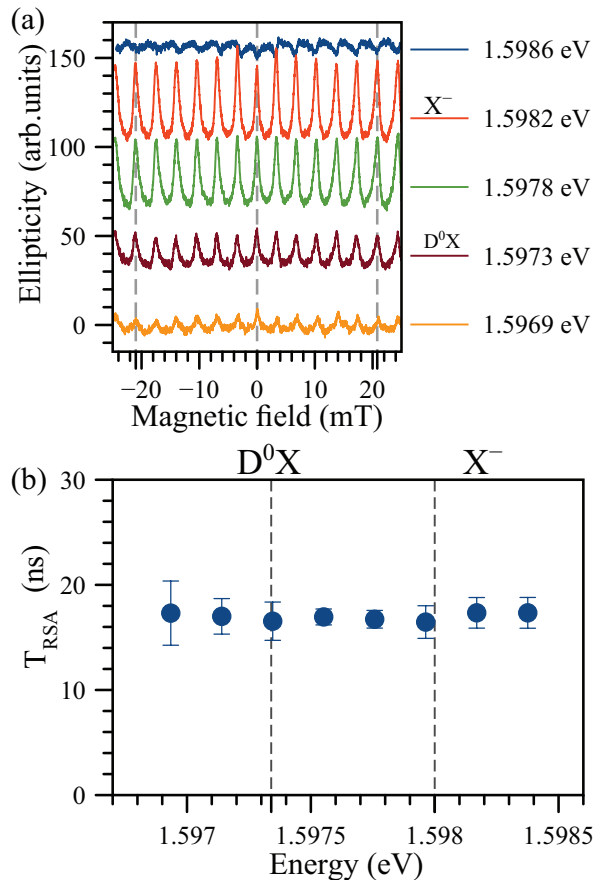 (a)
Ellipticity (arb.units)
150
100
50
0
X⁻
D⁰X
1.5986 eV
1.5982 eV
1.5978 eV
1.5973 eV
1.5969 eV
−20 −10 0 10 20
Magnetic field (mT)
(b)
D⁰X X⁻
T_RSA (ns)
30
20
10
0
1.597 1.5975 1.598 1.5985
Energy (eV)